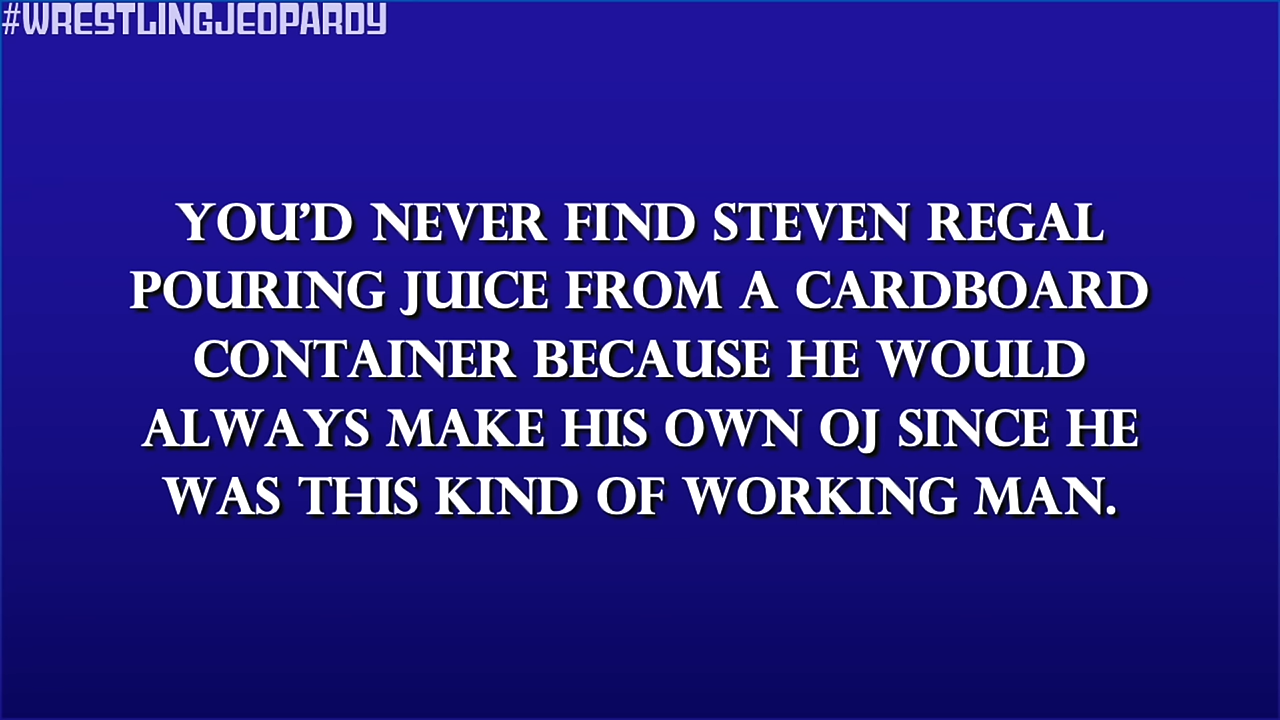 #WRESTLINGJEOPARDY
YOU'D NEVER FIND STEVEN REGAL
POURING JUICE FROM A CARDBOARD
CONTAINER BECAUSE HE WOULD
ALWAYS MAKE HIS OWN OJ SINCE HE
WAS THIS KIND OF WORKING MAN.